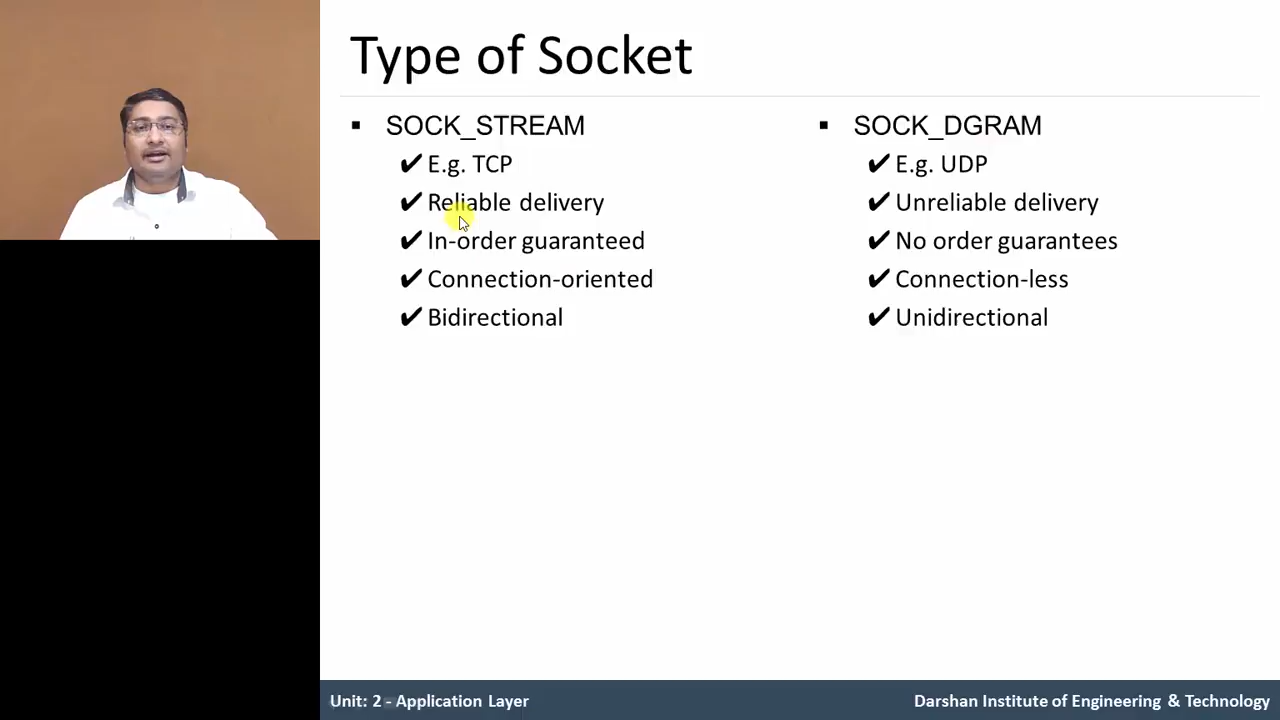 Type of Socket
▪ SOCK_STREAM
✔ E.g. TCP
✔ Reliable delivery
✔ In-order guaranteed
✔ Connection-oriented
✔ Bidirectional
▪ SOCK_DGRAM
✔ E.g. UDP
✔ Unreliable delivery
✔ No order guarantees
✔ Connection-less
✔ Unidirectional
Unit: 2 - Application Layer
Darshan Institute of Engineering & Technology